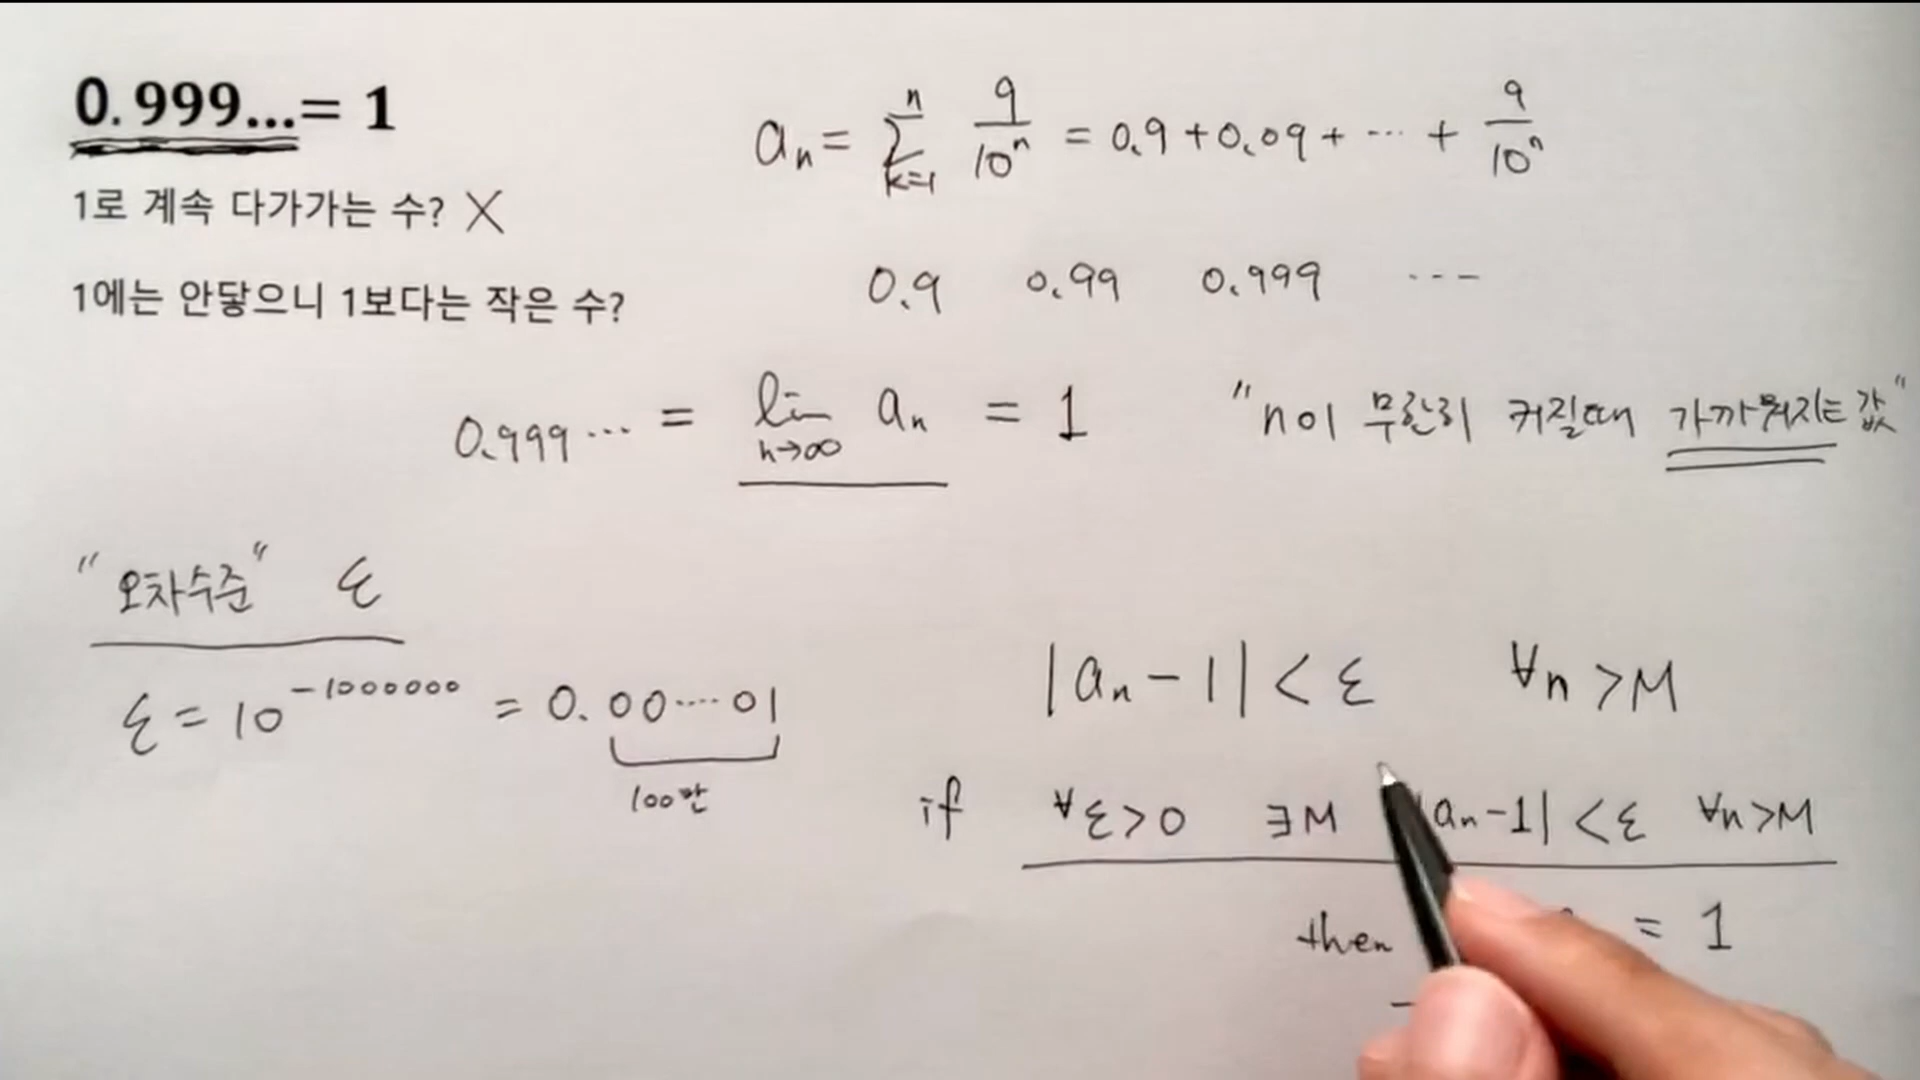 0.999...= 1
1로 계속 다가가는 수? X
1에는 안닿으니 1보다는 작은 수?
aₙ = ∑ₖ₌₁ⁿ 9/10ⁿ = 0.9 + 0.09 + ⋯ + 9/10ⁿ
0.9 0.99 0.999 ⋯
0.999⋯ = lim n→∞ aₙ = 1 "n이 무한히 커질때 가까워지는 값"
"오차수준" ε
ε = 10⁻¹⁰⁰⁰⁰⁰⁰ = 0.00⋯01
100만
|aₙ - 1| < ε ∀n > M
if ∀ε > 0 ∃M |aₙ - 1| < ε ∀n > M
then = 1